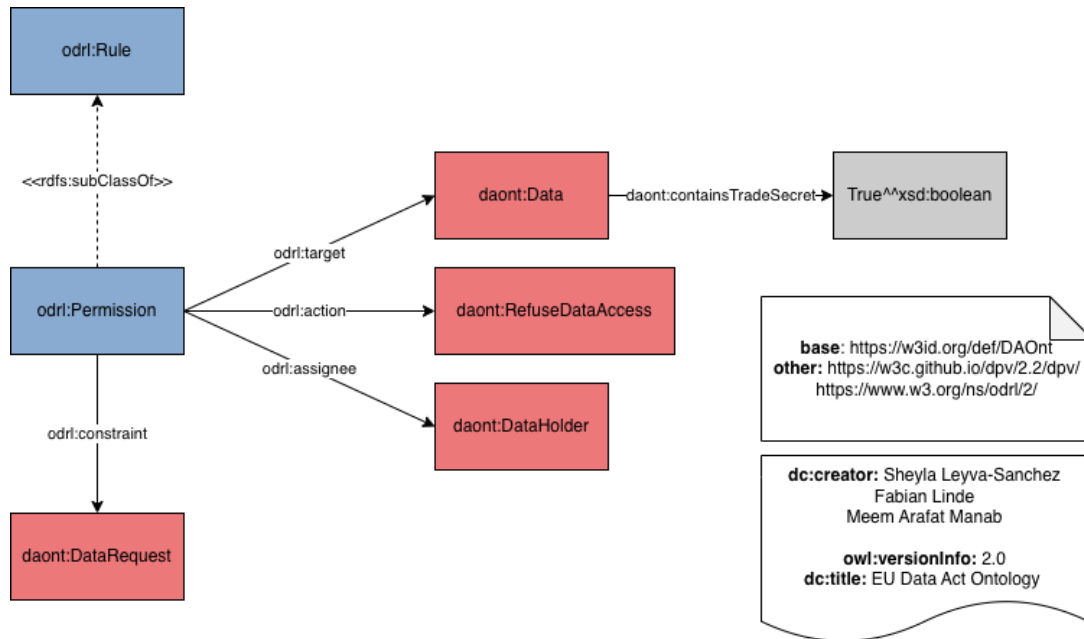 odrl:Rule
<<rdfs:subClassOf>>
daont:Data
daont:containsTradeSecret
True^^xsd:boolean
odrl:target
odrl:Permission
odrl:action
daont:RefuseDataAccess
odrl:assignee
daont:DataHolder
odrl:constraint
daont:DataRequest
base: https://w3id.org/def/DAOnt
other: https://w3c.github.io/dpv/2.2/dpv/
https://www.w3.org/ns/odrl/2/
dc:creator: Sheyla Leyva-Sanchez
Fabian Linde
Meem Arafat Manab
owl:versionInfo: 2.0
dc:title: EU Data Act Ontology